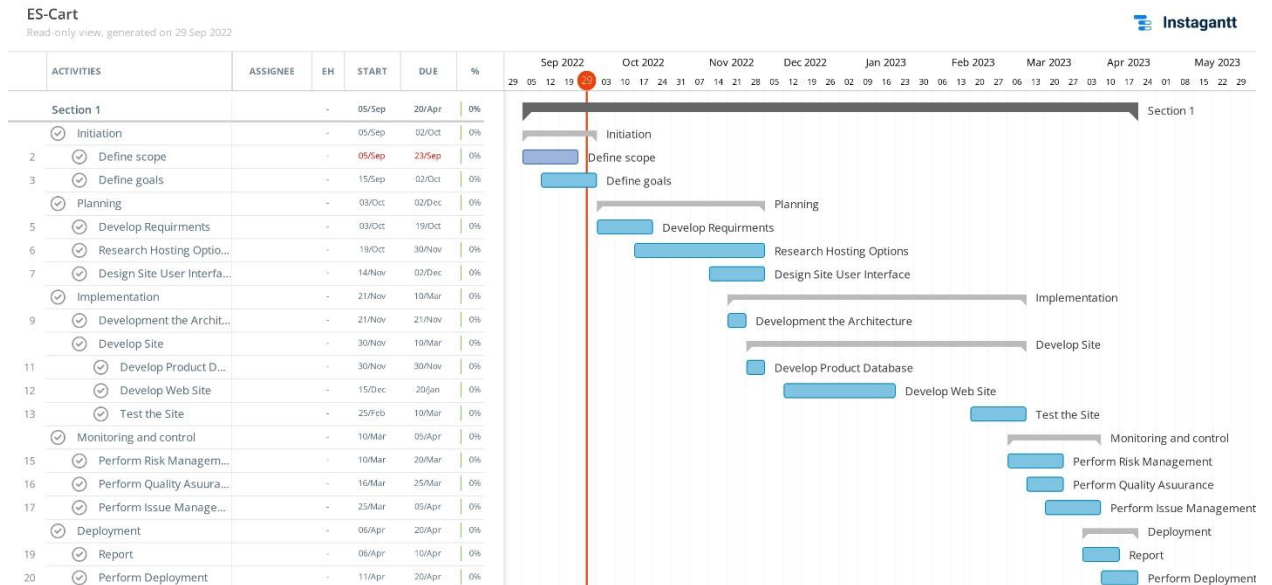 ES-Cart
Read-only view, generated on 29 Sep 2022
Instagantt
ACTIVITIES ASSIGNEE EH START DUE %
Sep 2022 Oct 2022 Nov 2022 Dec 2022 Jan 2023 Feb 2023 Mar 2023 Apr 2023 May 2023
29 05 12 19 29 03 10 17 24 31 07 14 21 28 05 12 19 26 02 09 16 23 30 06 13 20 27 06 13 20 27 03 10 17 24 01 08 15 22 29
Section 1 - 05/Sep 20/Apr 0% Section 1
Initiation - 05/Sep 02/Oct 0% Initiation
2 Define scope - 05/Sep 23/Sep 0% Define scope
3 Define goals - 15/Sep 02/Oct 0% Define goals
Planning - 03/Oct 02/Dec 0% Planning
5 Develop Requirments - 03/Oct 19/Oct 0% Develop Requirments
6 Research Hosting Optio... - 19/Oct 30/Nov 0% Research Hosting Options
7 Design Site User Interfa... - 14/Nov 02/Dec 0% Design Site User Interface
Implementation - 21/Nov 10/Mar 0% Implementation
9 Development the Archit... - 21/Nov 21/Nov 0% Development the Architecture
Develop Site - 30/Nov 10/Mar 0% Develop Site
11 Develop Product D... - 30/Nov 30/Nov 0% Develop Product Database
12 Develop Web Site - 15/Dec 20/Jan 0% Develop Web Site
13 Test the Site - 25/Feb 10/Mar 0% Test the Site
Monitoring and control - 10/Mar 05/Apr 0% Monitoring and control
15 Perform Risk Managem... - 10/Mar 20/Mar 0% Perform Risk Management
16 Perform Quality Asuura... - 16/Mar 25/Mar 0% Perform Quality Asuurance
17 Perform Issue Manage... - 25/Mar 05/Apr 0% Perform Issue Management
Deployment - 06/Apr 20/Apr 0% Deployment
19 Report - 06/Apr 10/Apr 0% Report
20 Perform Deployment - 11/Apr 20/Apr 0% Perform Deployment